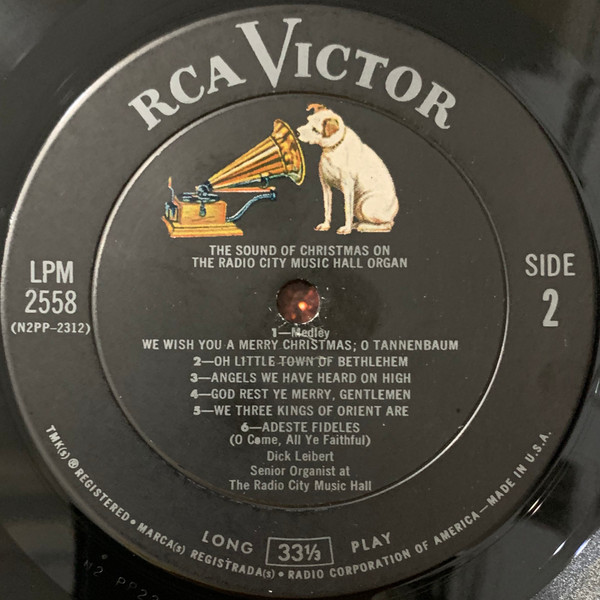 RCA VICTOR
THE SOUND OF CHRISTMAS ON
THE RADIO CITY MUSIC HALL ORGAN
LPM
2558
(N2PP-2312)
SIDE
2
1—Medley
WE WISH YOU A MERRY CHRISTMAS; O TANNENBAUM
2—OH LITTLE TOWN OF BETHLEHEM
3—ANGELS WE HAVE HEARD ON HIGH
4—GOD REST YE MERRY, GENTLEMEN
5—WE THREE KINGS OF ORIENT ARE
6—ADESTE FIDELES
(O Come, All Ye Faithful)
Dick Leibert
Senior Organist at
The Radio City Music Hall
LONG 33⅓ PLAY
TMK(s) ® REGISTERED • MARCA(s) REGISTRADA(s) • RADIO CORPORATION OF AMERICA—MADE IN U.S.A.
N2